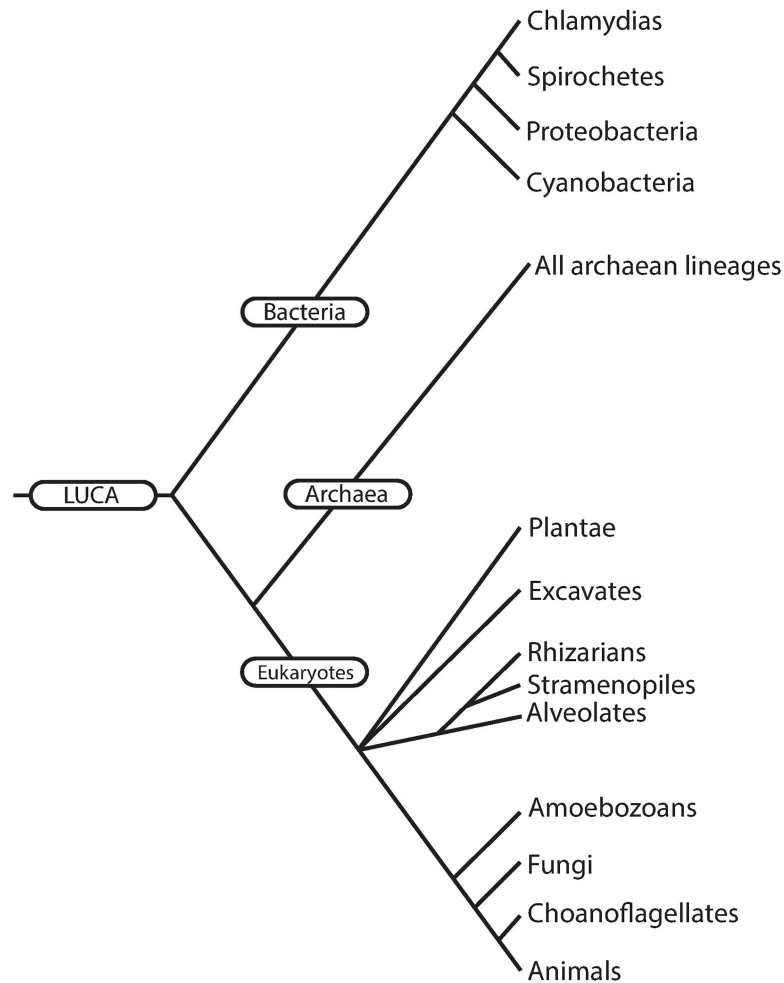 Chlamydias
Spirochetes
Proteobacteria
Cyanobacteria
All archaean lineages
Bacteria
LUCA
Archaea
Plantae
Excavates
Rhizarians
Eukaryotes
Stramenopiles
Alveolates
Amoebozoans
Fungi
Choanoflagellates
Animals